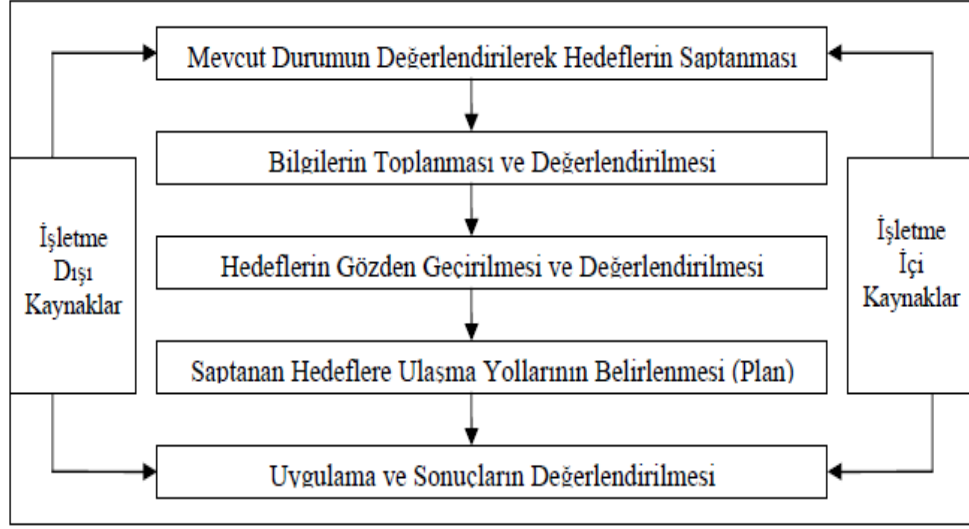 Mevcut Durumun Değerlendirilerek Hedeflerin Saptanması
Bilgilerin Toplanması ve Değerlendirilmesi
İşletme
Dışı
Kaynaklar
Hedeflerin Gözden Geçirilmesi ve Değerlendirilmesi
İşletme
İçi
Kaynaklar
Saptanan Hedeflere Ulaşma Yollarının Belirlenmesi (Plan)
Uygulama ve Sonuçların Değerlendirilmesi